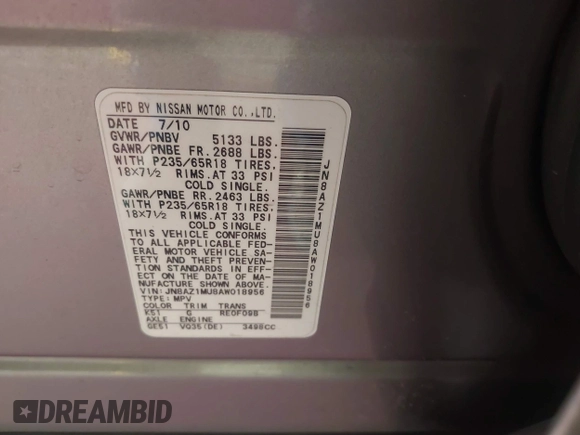 MFD BY NISSAN MOTOR CO.,LTD.
DATE 7/10
GVWR/PNBV 5133 LBS.
GAWR/PNBE FR. 2688 LBS.
WITH P235/65R18 TIRES.
18×7½ RIMS. AT 33 PSI
COLD SINGLE.
GAWR/PNBE RR. 2463 LBS.
WITH P235/65R18 TIRES.
18×7½ RIMS. AT 33 PSI
COLD SINGLE.
THIS VEHICLE CONFORMS
TO ALL APPLICABLE FED-
ERAL MOTOR VEHICLE SA-
FETY AND THEFT PREVEN-
TION STANDARDS IN EFF-
ECT ON THE DATE OF MA-
NUFACTURE SHOWN ABOVE.
VIN: JN8AZ1MU8AW018956
TYPE: MPV
COLOR TRIM TRANS
K51 G RE0F09B
AXLE ENGINE
GE51 VQ35(DE) 3498CC
JN8AZ1MU8AW018956
DREAMBID